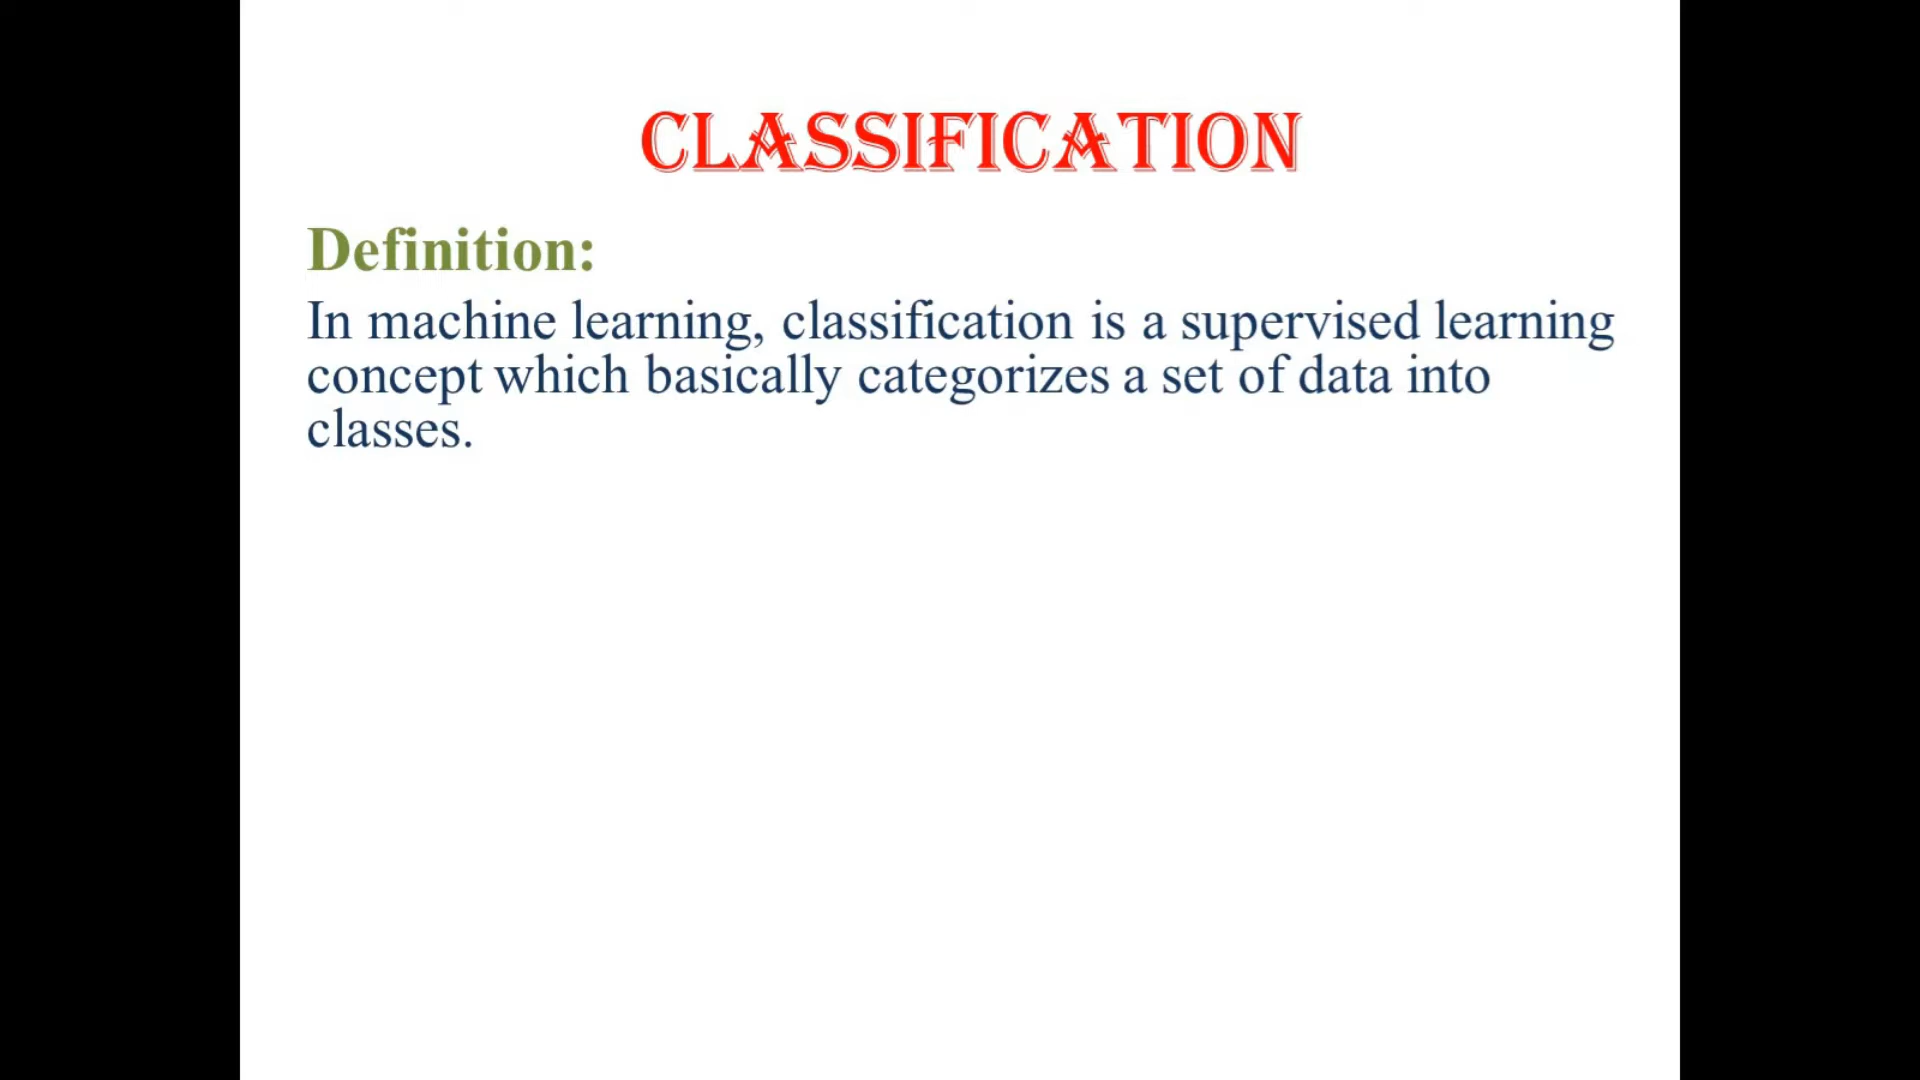 CLASSIFICATION
Definition:
In machine learning, classification is a supervised learning
concept which basically categorizes a set of data into
classes.